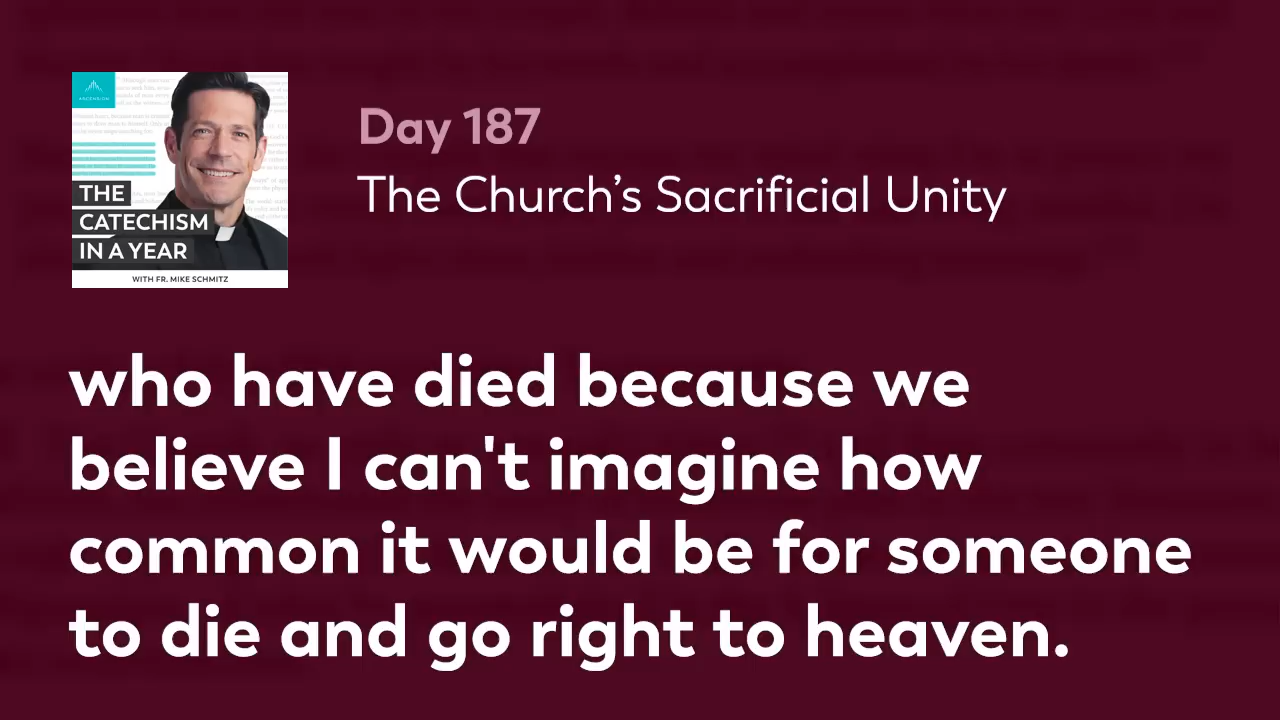 ASCENSION
THE
CATECHISM
IN A YEAR
WITH FR. MIKE SCHMITZ
Day 187
The Church’s Sacrificial Unity
who have died because we
believe I can't imagine how
common it would be for someone
to die and go right to heaven.